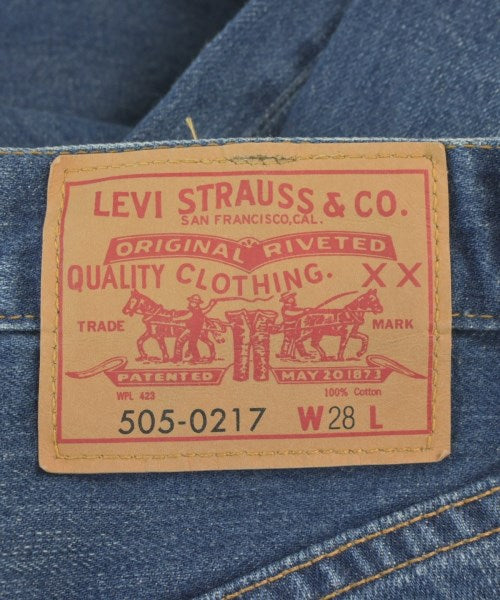 LEVI STRAUSS & CO.
SAN FRANCISCO, CAL.
ORIGINAL RIVETED
QUALITY CLOTHING. XX
TRADE MARK
PATENTED MAY 20 1873
WPL 423 100% Cotton
505-0217 W 28 L